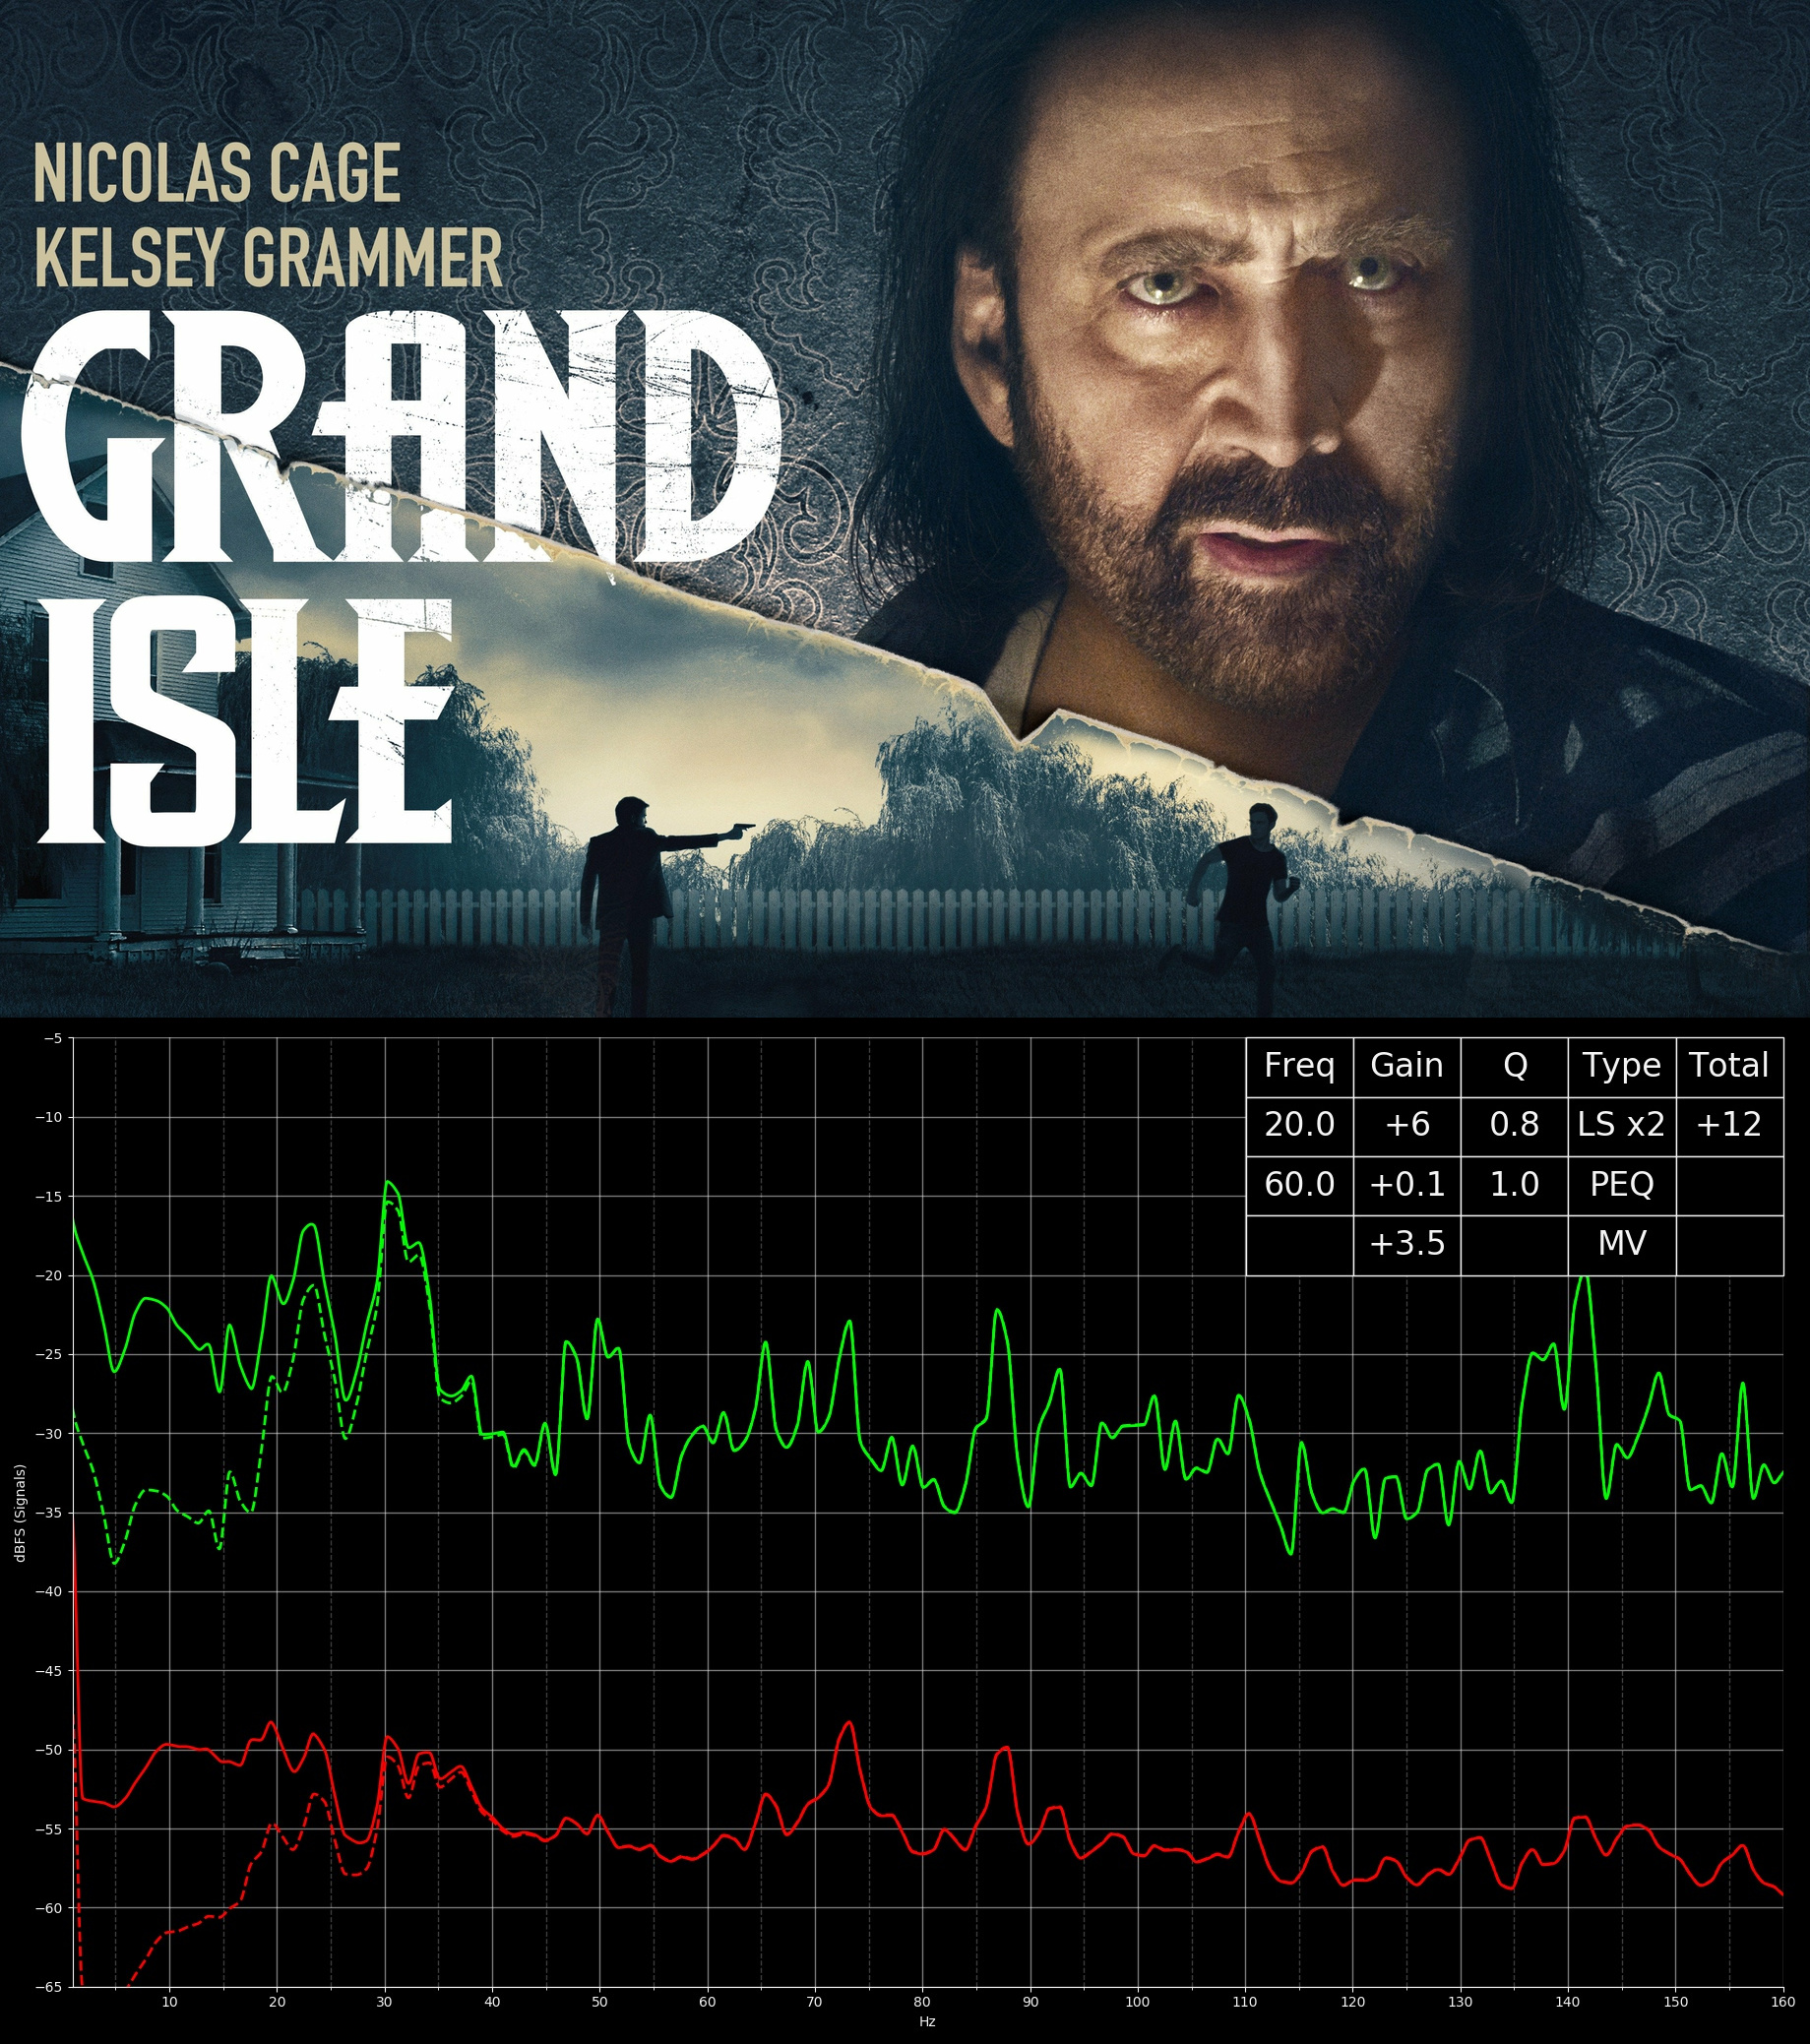 NICOLAS CAGE
KELSEY GRAMMER
GRAND
ISLE
Freq Gain Q Type Total
20.0 +6 0.8 LS x2 +12
60.0 +0.1 1.0 PEQ
+3.5 MV
−5
−10
−15
−20
−25
−30
−35
−40
−45
−50
−55
−60
−65
dBFS (Signals)
10 20 30 40 50 60 70 80 90 100 110 120 130 140 150 160
Hz